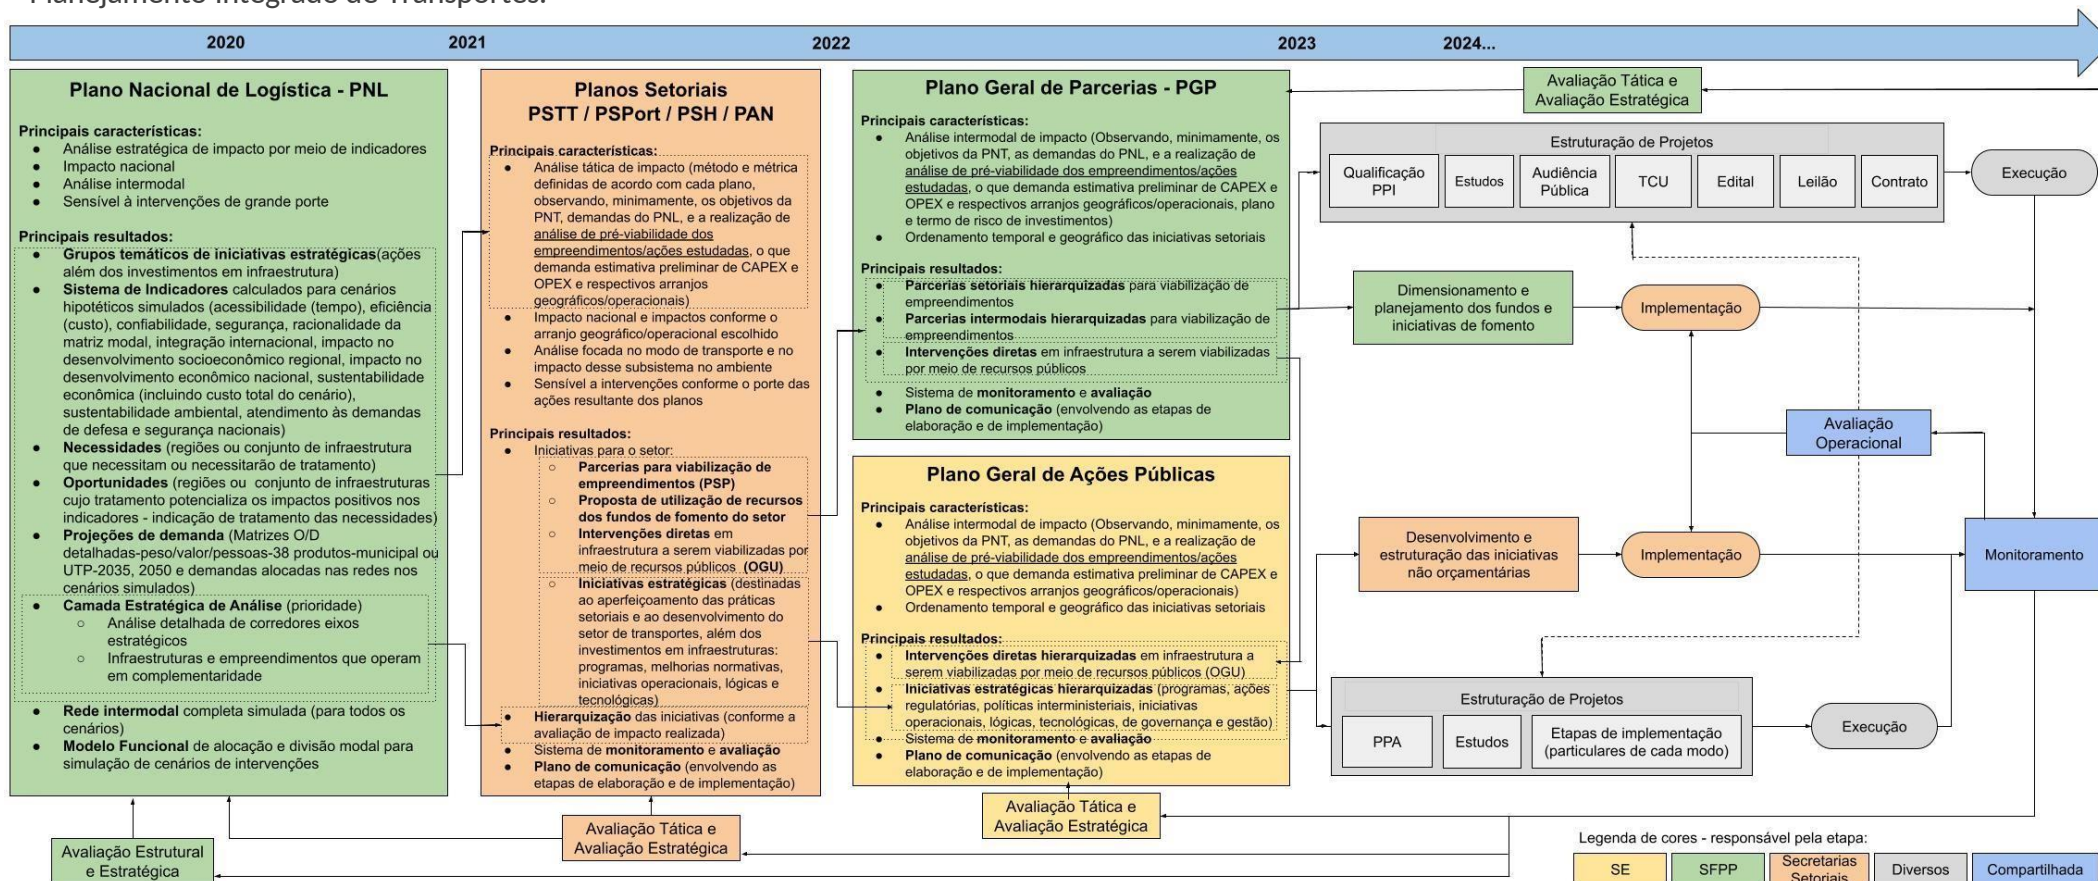 Planejamento Integrado de Transportes.
2020
2021
2022
2023
2024...
Plano Nacional de Logística - PNL
Principais características:
● Análise estratégica de impacto por meio de indicadores
● Impacto nacional
● Análise intermodal
● Sensível à intervenções de grande porte
Principais resultados:
● Grupos temáticos de iniciativas estratégicas(ações
além dos investimentos em infraestrutura)
● Sistema de Indicadores calculados para cenários
hipotéticos simulados (acessibilidade (tempo), eficiência
(custo), confiabilidade, segurança, racionalidade da
matriz modal, integração internacional, impacto no
desenvolvimento socioeconômico regional, impacto no
desenvolvimento econômico nacional, sustentabilidade
econômica (incluindo custo total do cenário),
sustentabilidade ambiental, atendimento às demandas
de defesa e segurança nacionais)
● Necessidades (regiões ou conjunto de infraestrutura
que necessitam ou necessitarão de tratamento)
● Oportunidades (regiões ou conjunto de infraestruturas
cujo tratamento potencializa os impactos positivos nos
indicadores - indicação de tratamento das necessidades)
● Projeções de demanda (Matrizes O/D
detalhadas-peso/valor/pessoas-38 produtos-municipal ou
UTP-2035, 2050 e demandas alocadas nas redes nos
cenários simulados)
● Camada Estratégica de Análise (prioridade)
○ Análise detalhada de corredores eixos
estratégicos
○ Infraestruturas e empreendimentos que operam
em complementaridade
● Rede intermodal completa simulada (para todos os
cenários)
● Modelo Funcional de alocação e divisão modal para
simulação de cenários de intervenções
Avaliação Estrutural
e Estratégica
Planos Setoriais
PSTT / PSPort / PSH / PAN
Principais características:
● Análise tática de impacto (método e métrica
definidas de acordo com cada plano,
observando, minimamente, os objetivos da
PNT, demandas do PNL, e a realização de
análise de pré-viabilidade dos
empreendimentos/ações estudadas, o que
demanda estimativa preliminar de CAPEX e
OPEX e respectivos arranjos
geográficos/operacionais)
● Impacto nacional e impactos conforme o
arranjo geográfico/operacional escolhido
● Análise focada no modo de transporte e no
impacto desse subsistema no ambiente
● Sensível a intervenções conforme o porte das
ações resultante dos planos
Principais resultados:
● Iniciativas para o setor:
○ Parcerias para viabilização de
empreendimentos (PSP)
○ Proposta de utilização de recursos
dos fundos de fomento do setor
○ Intervenções diretas em
infraestrutura a serem viabilizadas por
meio de recursos públicos (OGU)
○ Iniciativas estratégicas (destinadas
ao aperfeiçoamento das práticas
setoriais e ao desenvolvimento do
setor de transportes, além dos
investimentos em infraestruturas:
programas, melhorias normativas,
iniciativas operacionais, lógicas e
tecnológicas)
● Hierarquização das iniciativas (conforme a
avaliação de impacto realizada)
● Sistema de monitoramento e avaliação
● Plano de comunicação (envolvendo as
etapas de elaboração e de implementação)
Avaliação Tática e
Avaliação Estratégica
Plano Geral de Parcerias - PGP
Principais características:
● Análise intermodal de impacto (Observando, minimamente, os
objetivos da PNT, as demandas do PNL, e a realização de
análise de pré-viabilidade dos empreendimentos/ações
estudadas, o que demanda estimativa preliminar de CAPEX e
OPEX e respectivos arranjos geográficos/operacionais, plano
e termo de risco de investimentos)
● Ordenamento temporal e geográfico das iniciativas setoriais
Principais resultados:
● Parcerias setoriais hierarquizadas para viabilização de
empreendimentos
● Parcerias intermodais hierarquizadas para viabilização de
empreendimentos
● Intervenções diretas em infraestrutura a serem viabilizadas
por meio de recursos públicos
● Sistema de monitoramento e avaliação
● Plano de comunicação (envolvendo as etapas de
elaboração e de implementação)
Plano Geral de Ações Públicas
Principais características:
● Análise intermodal de impacto (Observando, minimamente, os
objetivos da PNT, as demandas do PNL, e a realização de
análise de pré-viabilidade dos empreendimentos/ações
estudadas, o que demanda estimativa preliminar de CAPEX e
OPEX e respectivos arranjos geográficos/operacionais)
● Ordenamento temporal e geográfico das iniciativas setoriais
Principais resultados:
● Intervenções diretas hierarquizadas em infraestrutura a
serem viabilizadas por meio de recursos públicos (OGU)
● Iniciativas estratégicas hierarquizadas (programas, ações
regulatórias, políticas interministeriais, iniciativas
operacionais, lógicas, tecnológicas, de governança e gestão)
● Sistema de monitoramento e avaliação
● Plano de comunicação (envolvendo as etapas de
elaboração e de implementação)
Avaliação Tática e
Avaliação Estratégica
Avaliação Tática e
Avaliação Estratégica
Estruturação de Projetos
Qualificação
PPI
Estudos
Audiência
Pública
TCU
Edital
Leilão
Contrato
Execução
Dimensionamento e
planejamento dos fundos e
iniciativas de fomento
Implementação
Avaliação
Operacional
Desenvolvimento e
estruturação das iniciativas
não orçamentárias
Implementação
Monitoramento
Estruturação de Projetos
PPA
Estudos
Etapas de implementação
(particulares de cada modo)
Execução
Legenda de cores - responsável pela etapa:
SE
SFPP
Secretarias
Setoriais
Diversos
Compartilhada